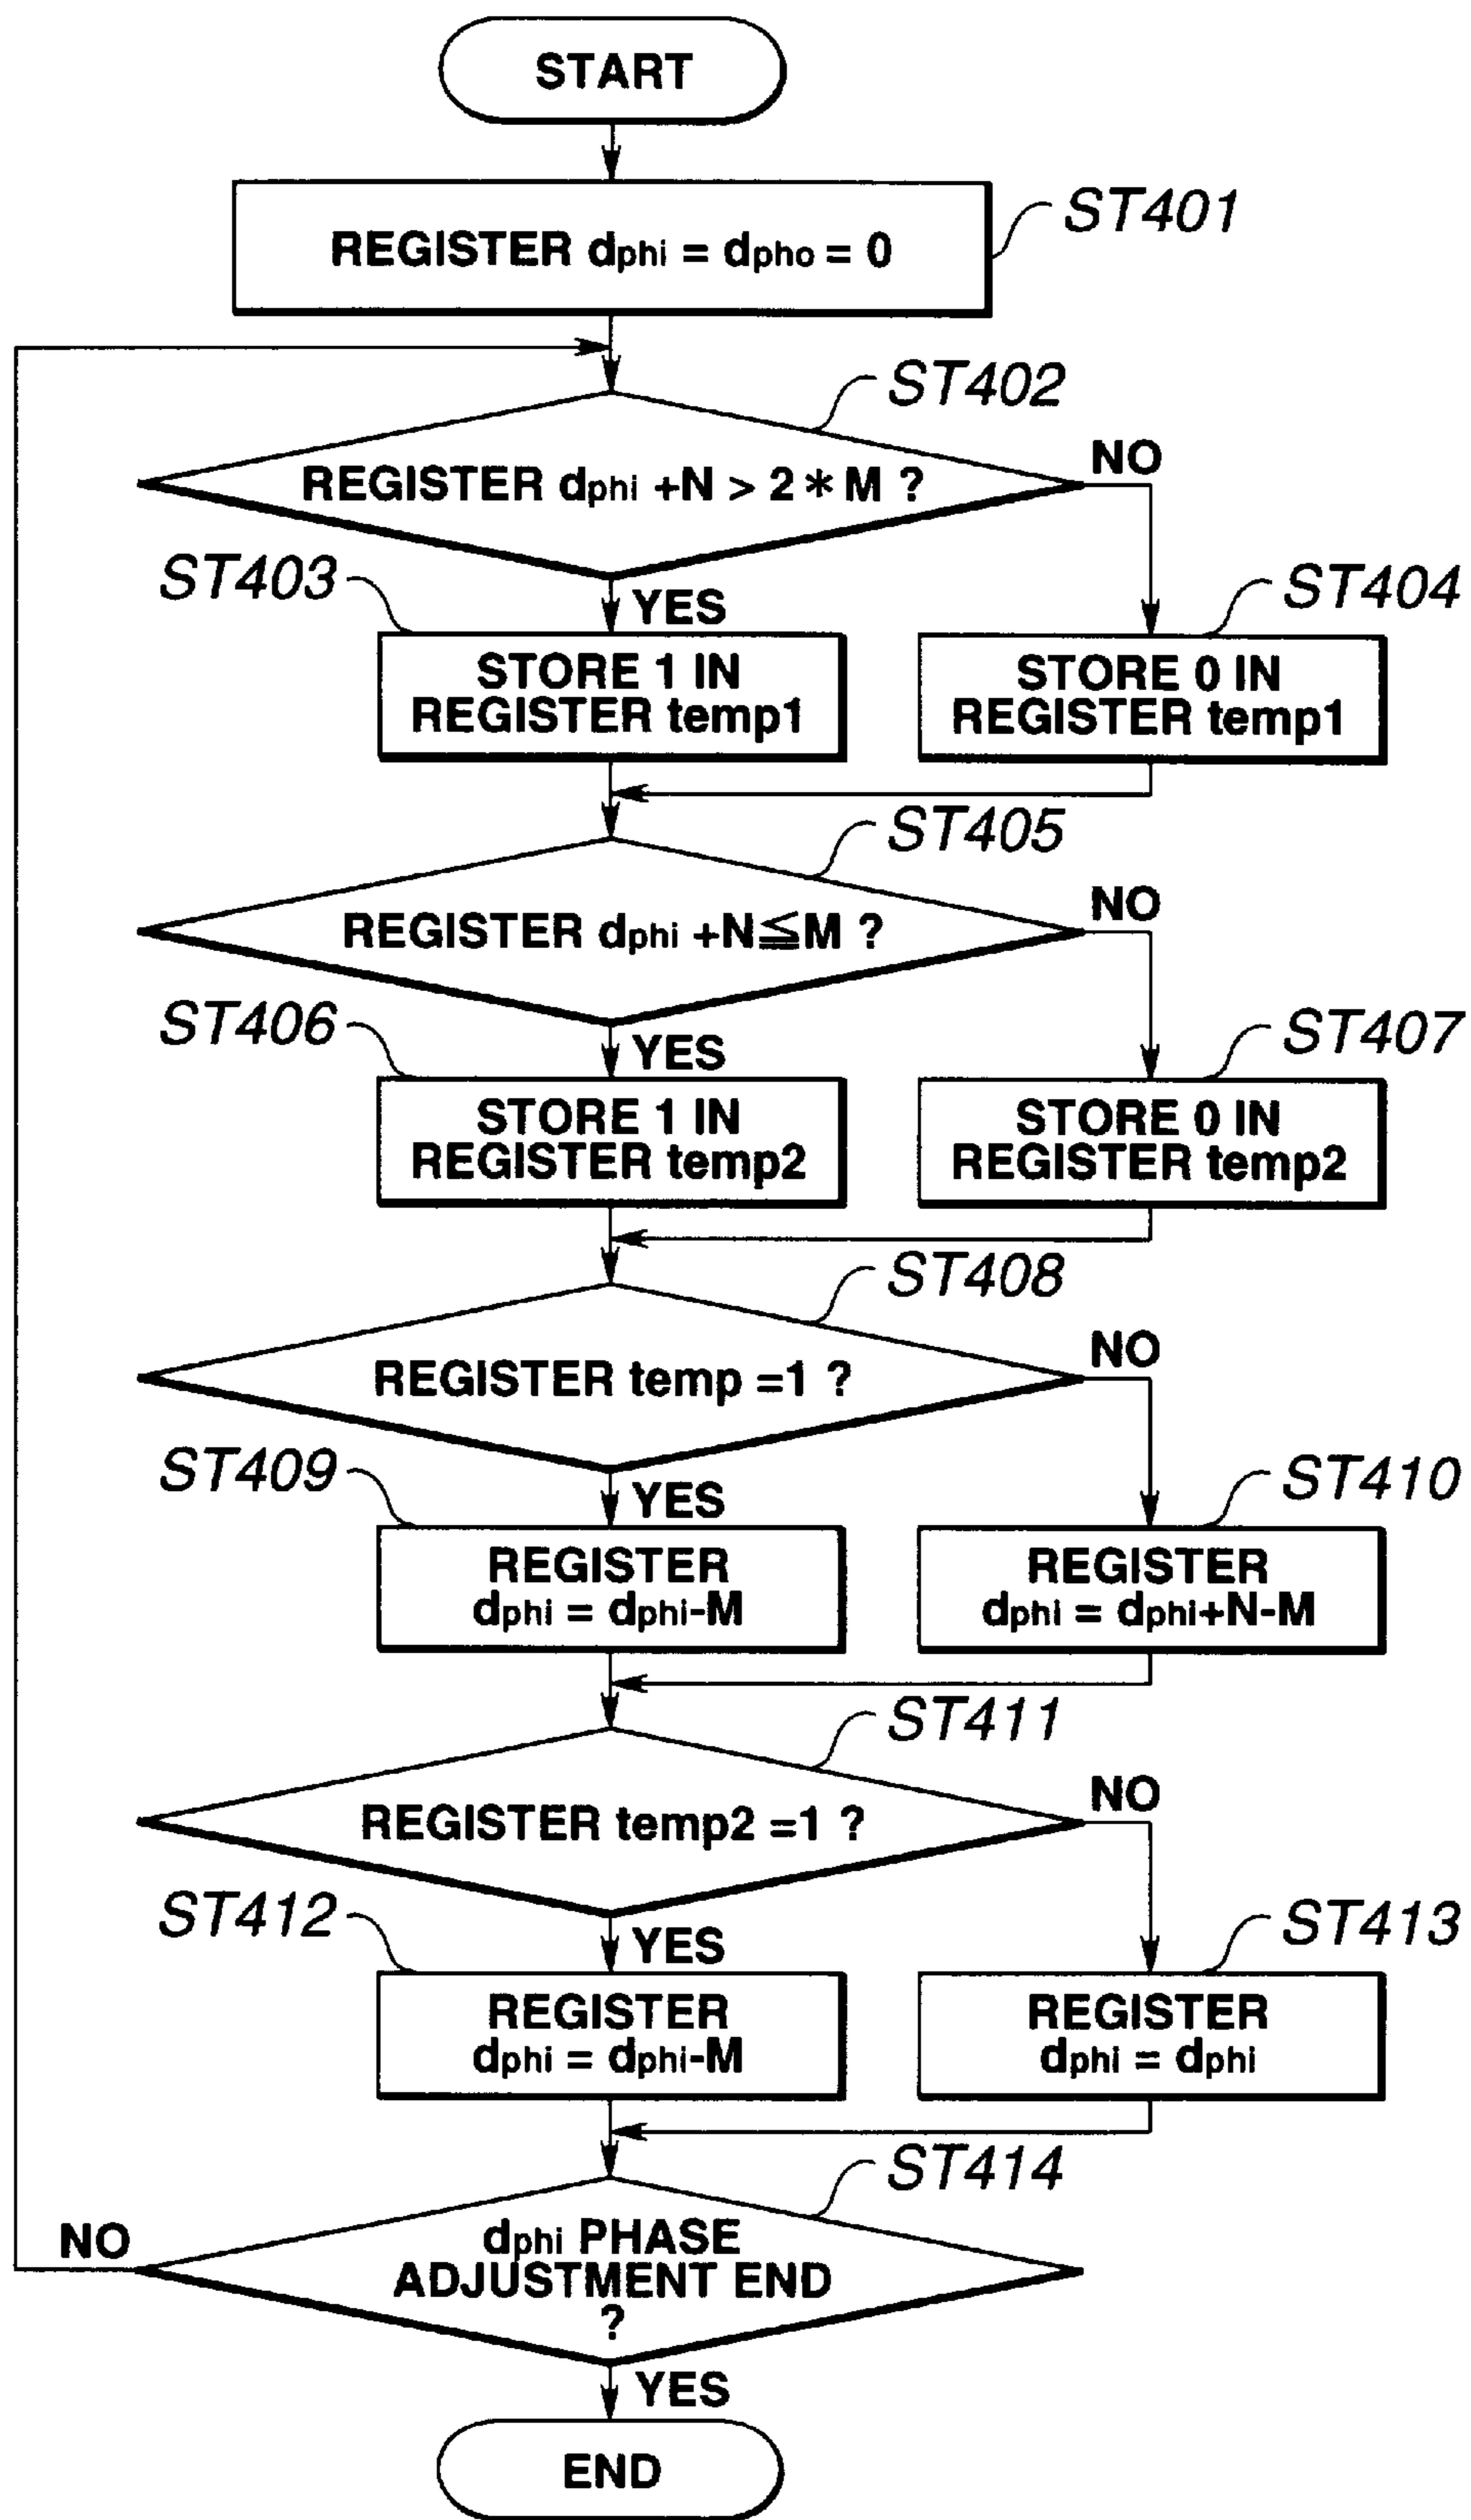 START
REGISTER dphi = dpho = 0
ST401
ST402
REGISTER dphi +N > 2 * M ?
NO
ST403
YES
ST404
STORE 1 IN
REGISTER temp1
STORE 0 IN
REGISTER temp1
ST405
REGISTER dphi +N≦M ?
NO
ST406
YES
ST407
STORE 1 IN
REGISTER temp2
STORE 0 IN
REGISTER temp2
ST408
REGISTER temp =1 ?
NO
ST409
YES
ST410
REGISTER
dphi = dphi-M
REGISTER
dphi = dphi+N-M
ST411
REGISTER temp2 =1 ?
NO
ST412
YES
ST413
REGISTER
dphi = dphi-M
REGISTER
dphi = dphi
ST414
dphi PHASE
ADJUSTMENT END
?
NO
YES
END